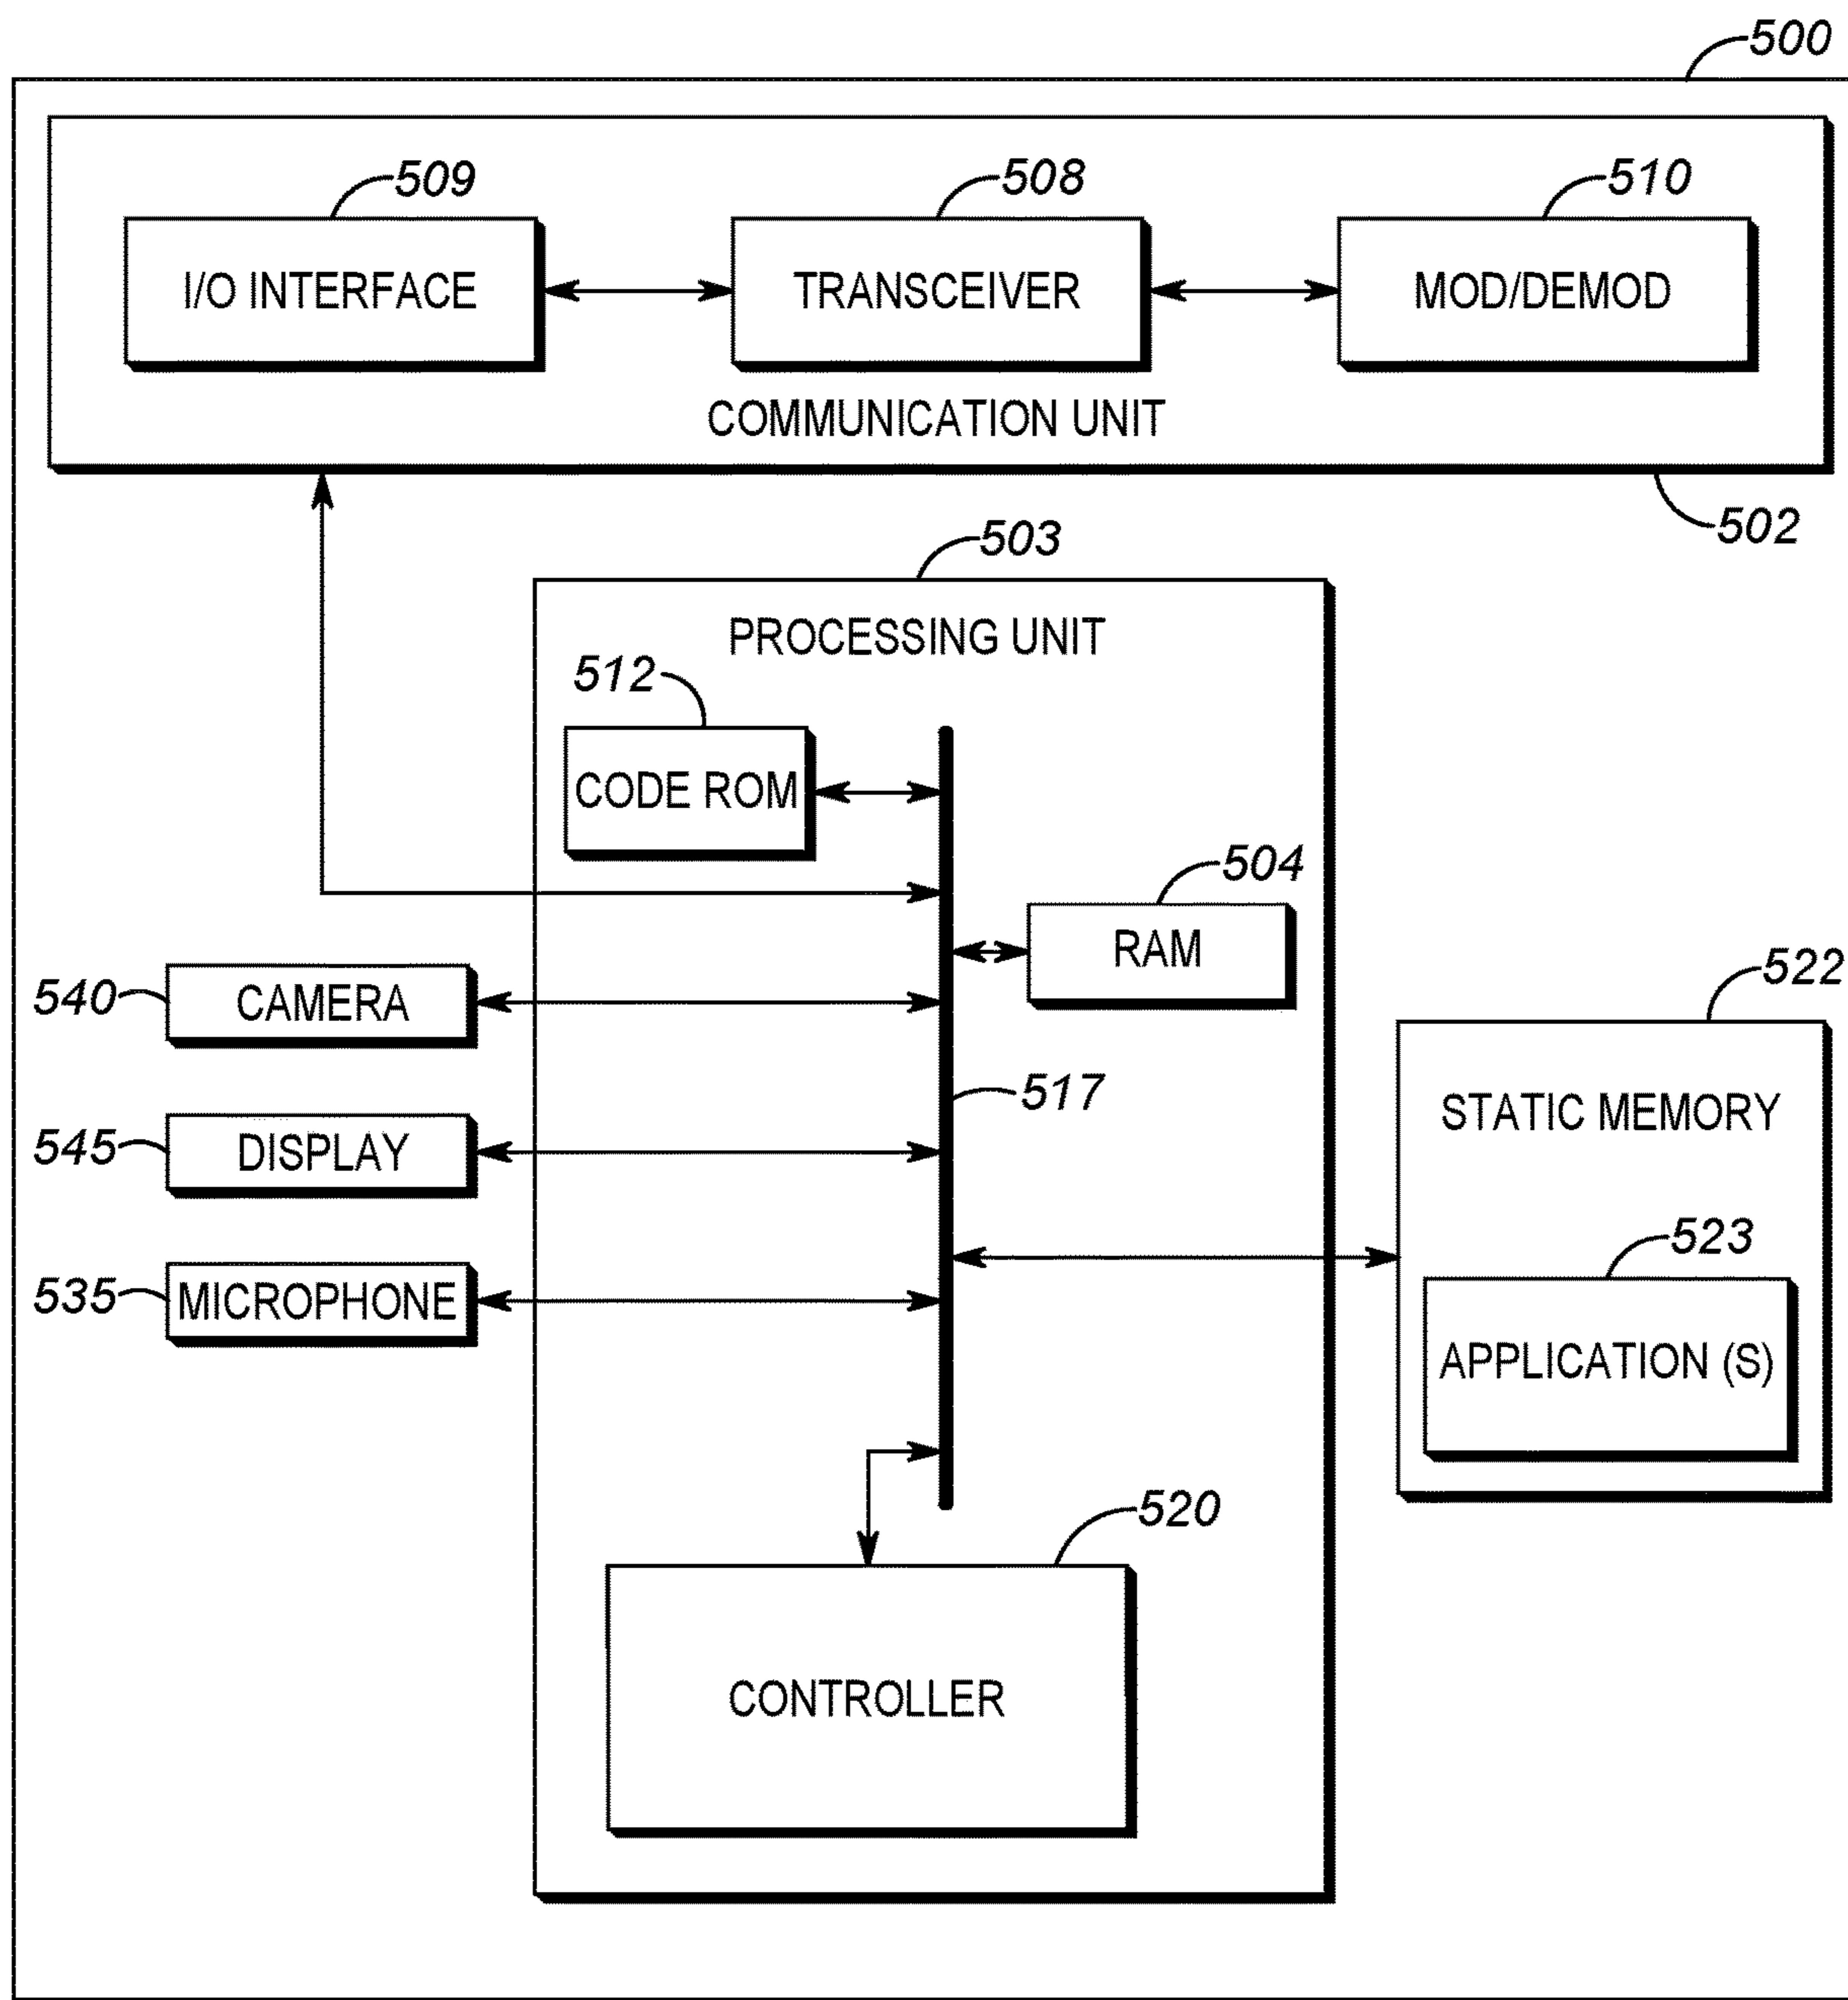 500
509
508
510
I/O INTERFACE
TRANSCEIVER
MOD/DEMOD
COMMUNICATION UNIT
502
503
PROCESSING UNIT
512
CODE ROM
504
RAM
522
540
CAMERA
517
STATIC MEMORY
545
DISPLAY
523
535
MICROPHONE
APPLICATION (S)
520
CONTROLLER